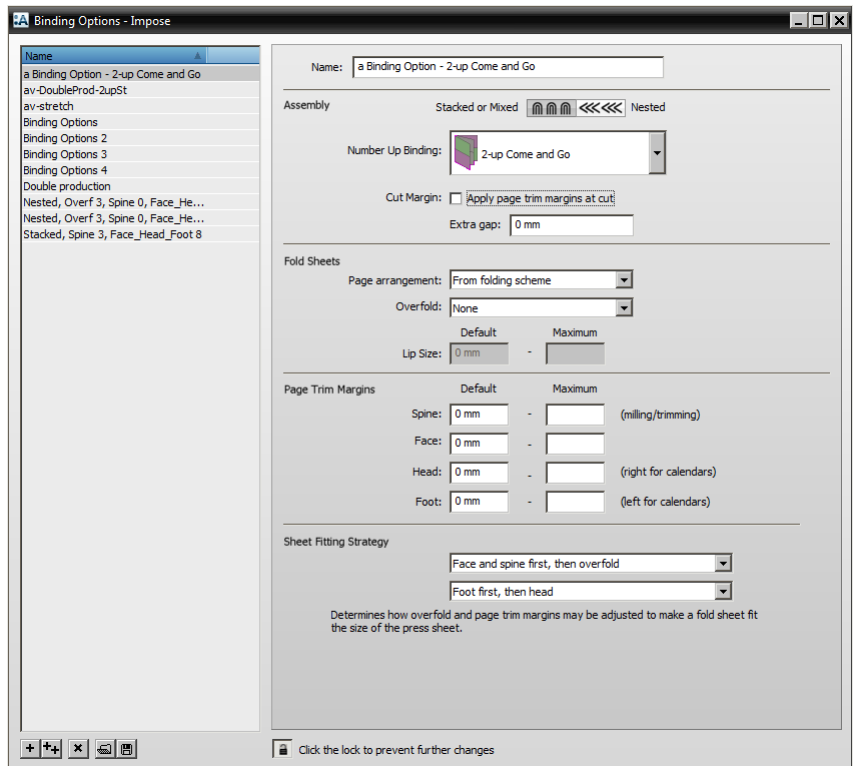 :A Binding Options - Impose
Name
a Binding Option - 2-up Come and Go
av-DoubleProd-2upSt
av-stretch
Binding Options
Binding Options 2
Binding Options 3
Binding Options 4
Double production
Nested, Overf 3, Spine 0, Face_He...
Nested, Overf 3, Spine 0, Face_He...
Stacked, Spine 3, Face_Head_Foot 8
Name: a Binding Option - 2-up Come and Go
Assembly Stacked or Mixed Nested
Number Up Binding: 2-up Come and Go
Cut Margin: Apply page trim margins at cut
Extra gap: 0 mm
Fold Sheets
Page arrangement: From folding scheme
Overfold: None
Default Maximum
Lip Size: 0 mm -
Page Trim Margins Default Maximum
Spine: 0 mm - (milling/trimming)
Face: 0 mm -
Head: 0 mm - (right for calendars)
Foot: 0 mm - (left for calendars)
Sheet Fitting Strategy
Face and spine first, then overfold
Foot first, then head
Determines how overfold and page trim margins may be adjusted to make a fold sheet fit
the size of the press sheet.
Click the lock to prevent further changes